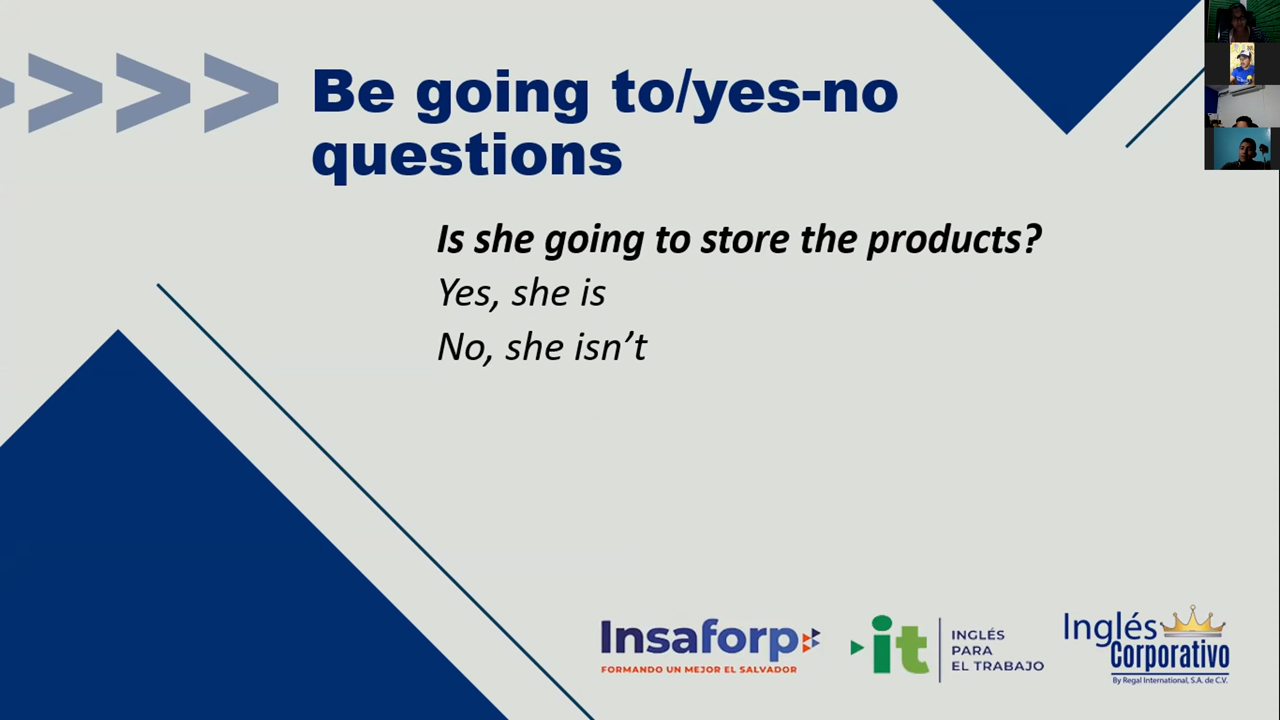 Be going to/yes-no
questions
Is she going to store the products?
Yes, she is
No, she isn’t
Insaforp
FORMANDO UN MEJOR EL SALVADOR
it
INGLÉS
PARA
EL TRABAJO
Inglés
Corporativo
By Regal International, S.A. de C.V.